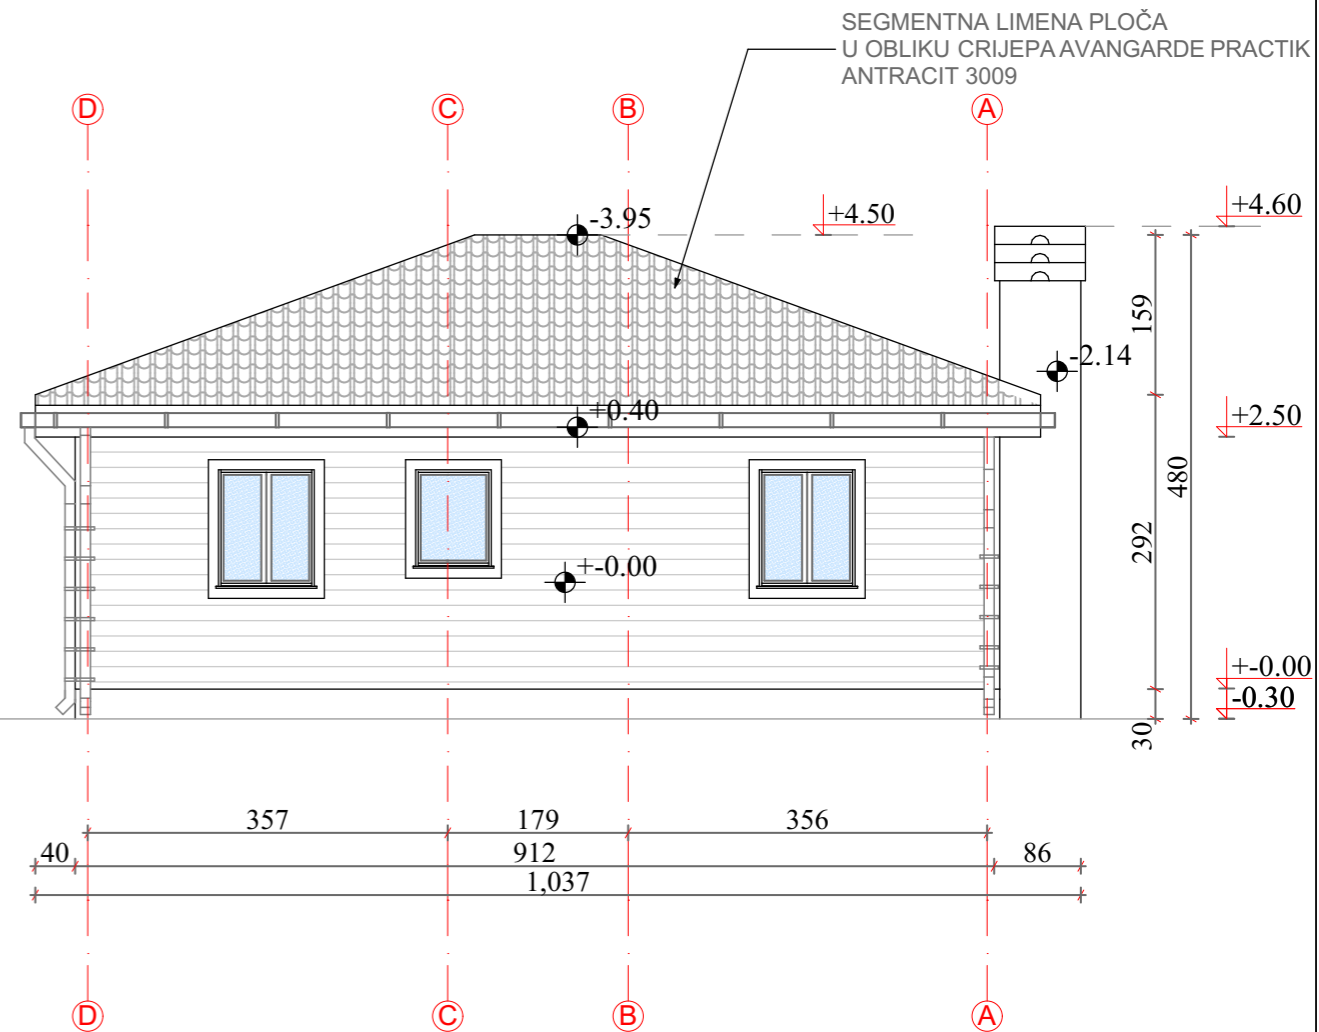 SEGMENTNA LIMENA PLOČA
U OBLIKU CRIJEPA AVANGARDE PRACTIK
ANTRACIT 3009
D
C
B
A
-3.95
+4.50
+4.60
159
-2.14
+0.40
+2.50
480
292
+-0.00
+-0.00
-0.30
30
357
179
356
40
912
86
1,037
D
C
B
A